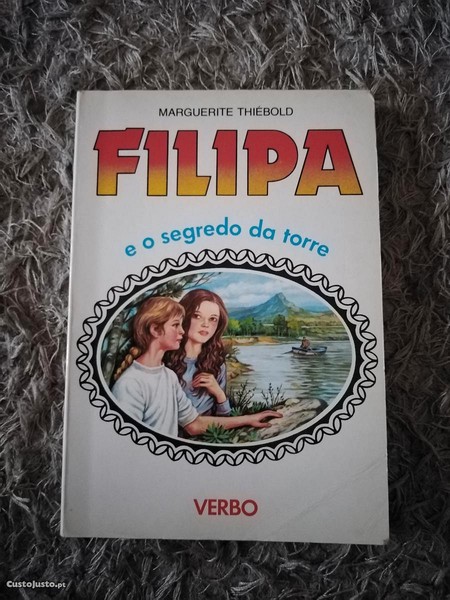 MARGUERITE THIÉBOLD
FILIPA
e o segredo da torre
VERBO
CustoJusto.pt